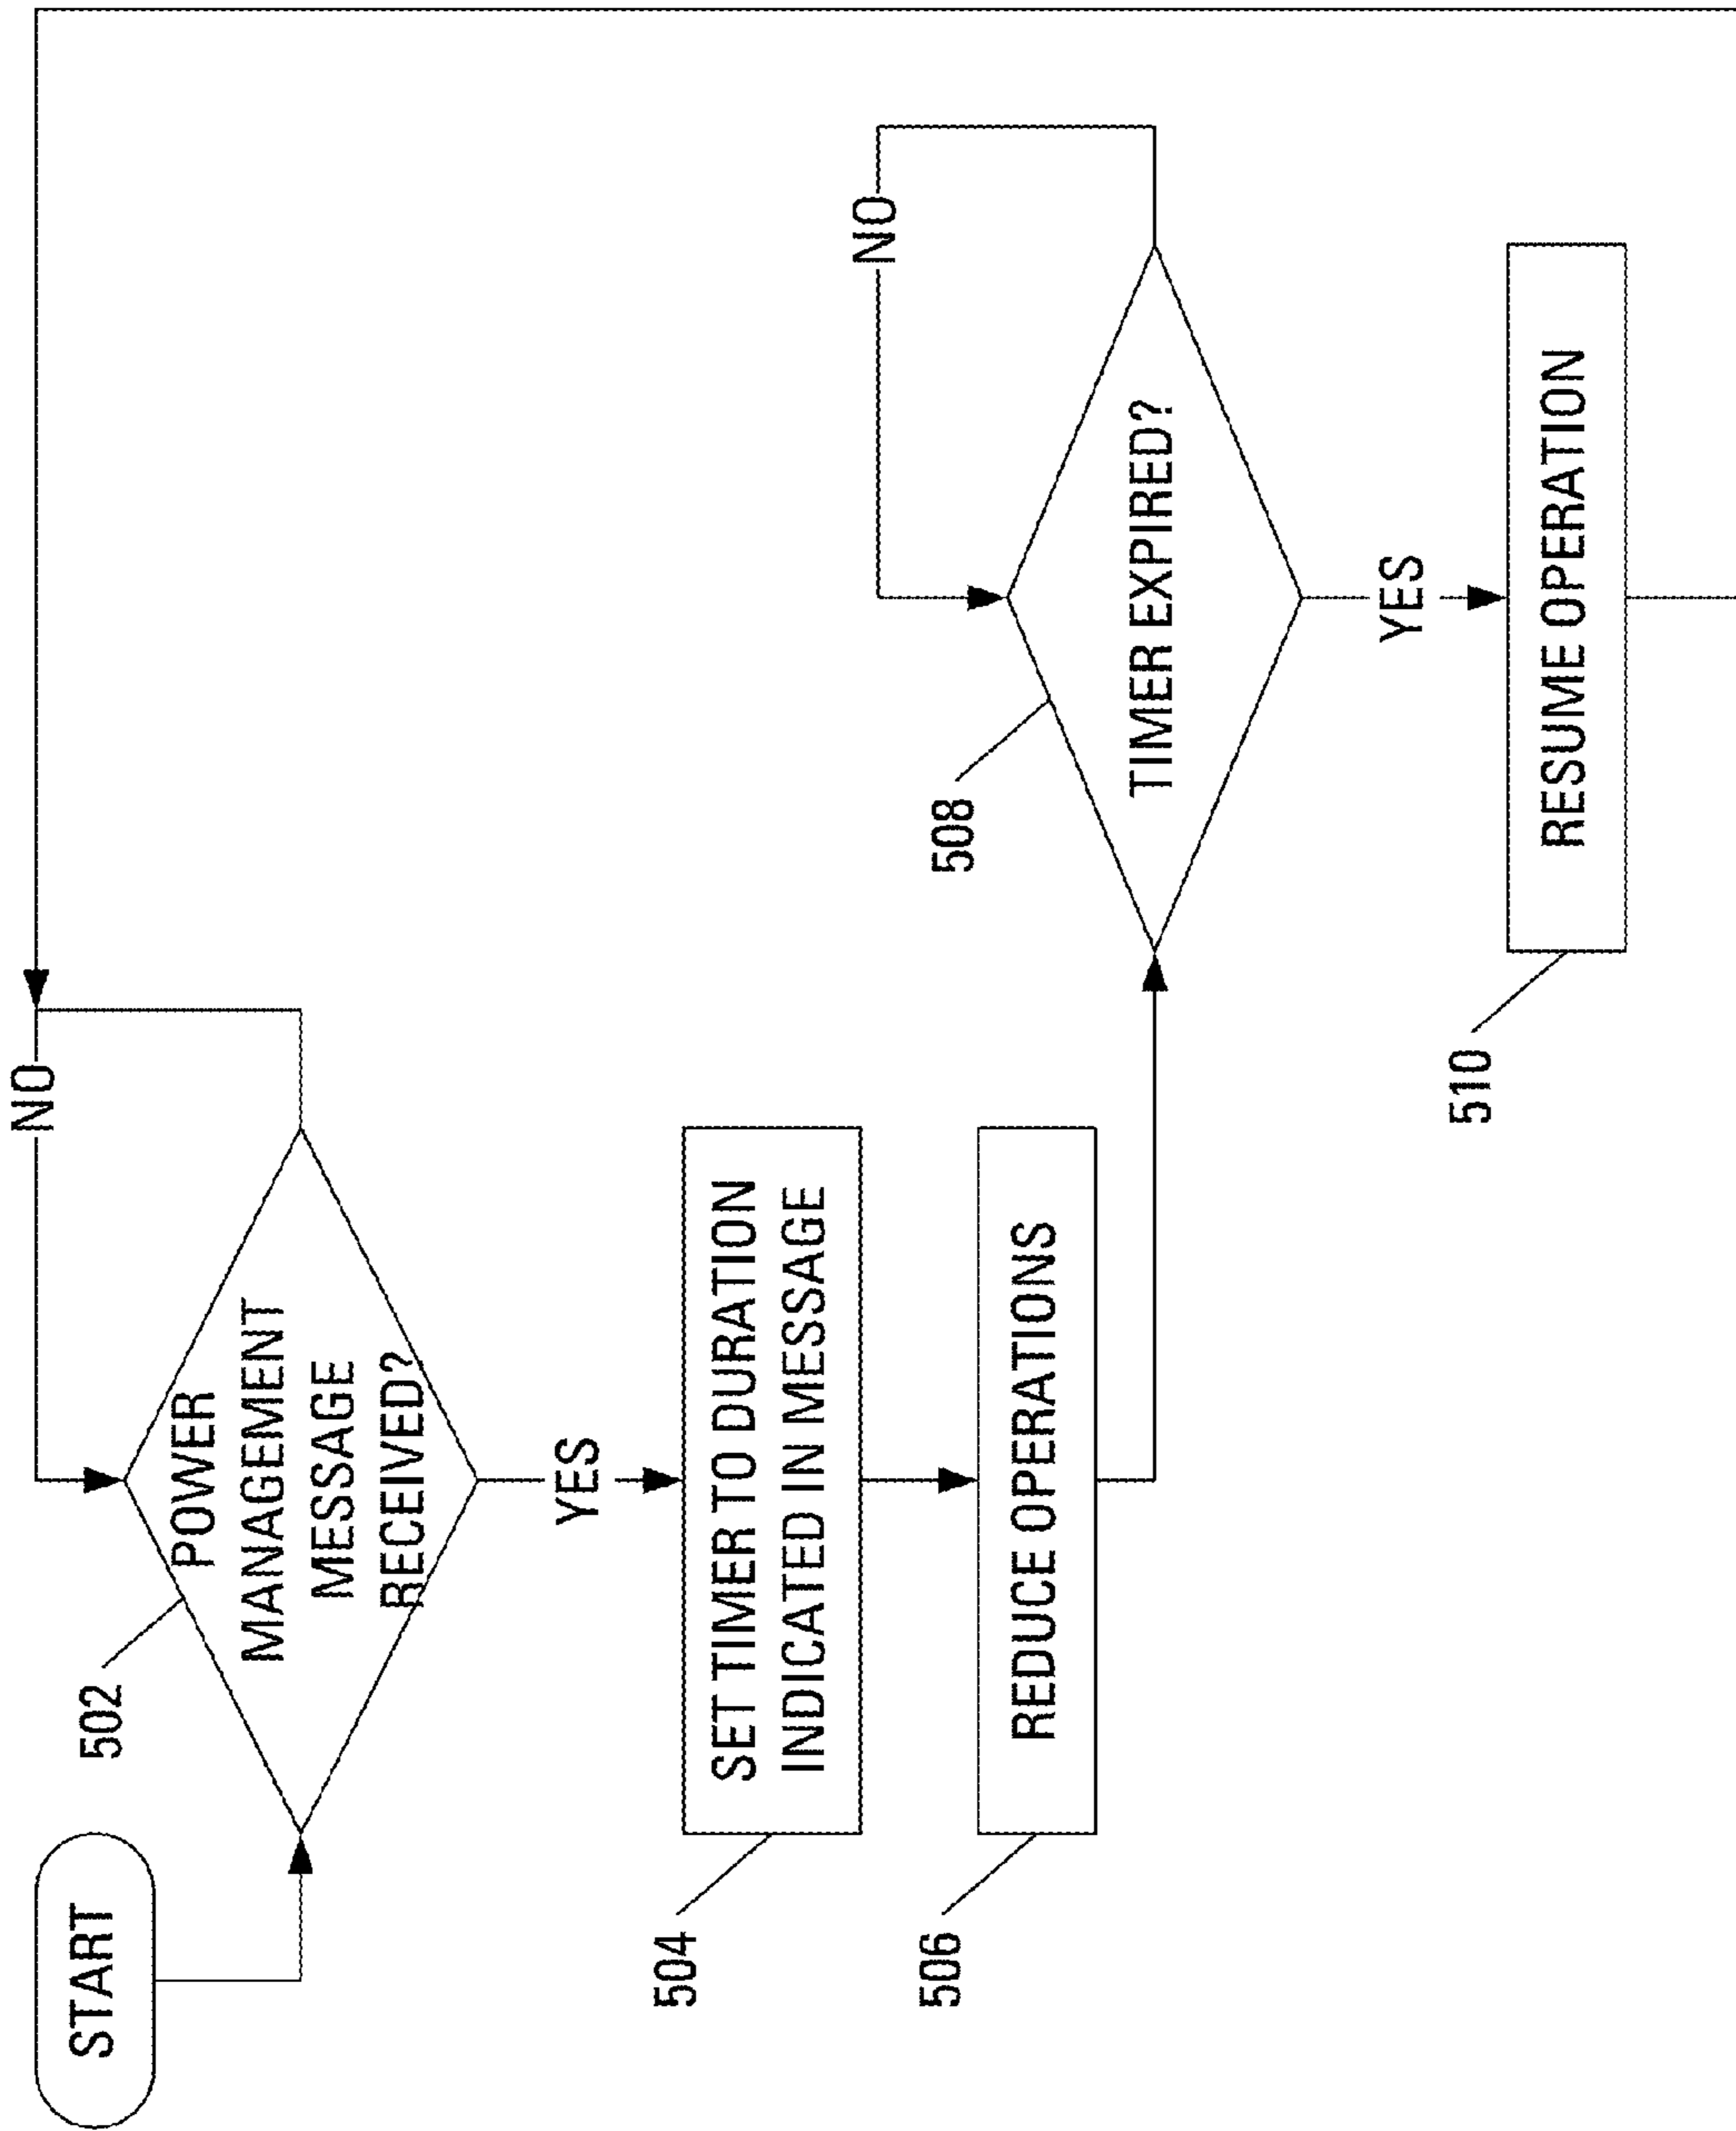 START
502
POWER
MANAGEMENT
MESSAGE
RECEIVED?
NO
YES
504
SET TIMER TO DURATION
INDICATED IN MESSAGE
506
REDUCE OPERATIONS
508
TIMER EXPIRED?
NO
YES
510
RESUME OPERATION